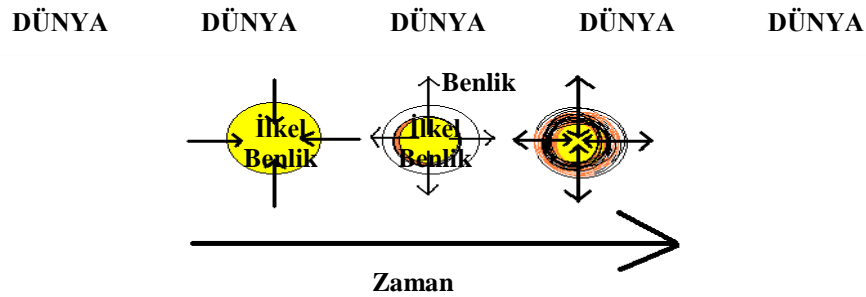 DÜNYA DÜNYA DÜNYA DÜNYA DÜNYA
Benlik
İlkel
Benlik
İlkel
Benlik
Zaman